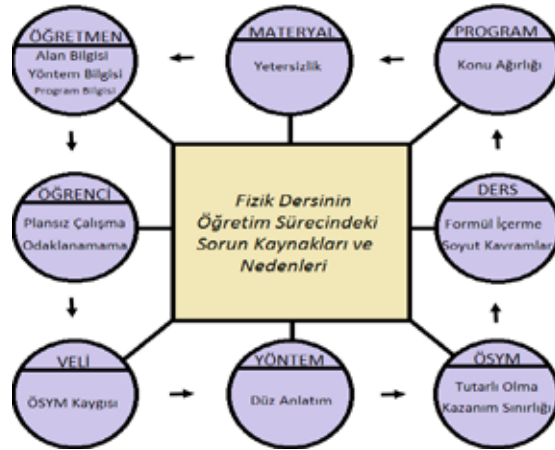 ÖĞRETMEN
Alan Bilgisi
Yöntem Bilgisi
Program Bilgisi
MATERYAL
Yetersizlik
PROGRAM
Konu Ağırlığı
ÖĞRENCİ
Plansız Çalışma
Odaklanamama
Fizik Dersinin
Öğretim Sürecindeki
Sorun Kaynakları ve
Nedenleri
DERS
Formül İçerme
Soyut Kavramlar
VELİ
ÖSYM Kaygısı
YÖNTEM
Düz Anlatım
ÖSYM
Tutarlı Olma
Kazanım Sınırlığı